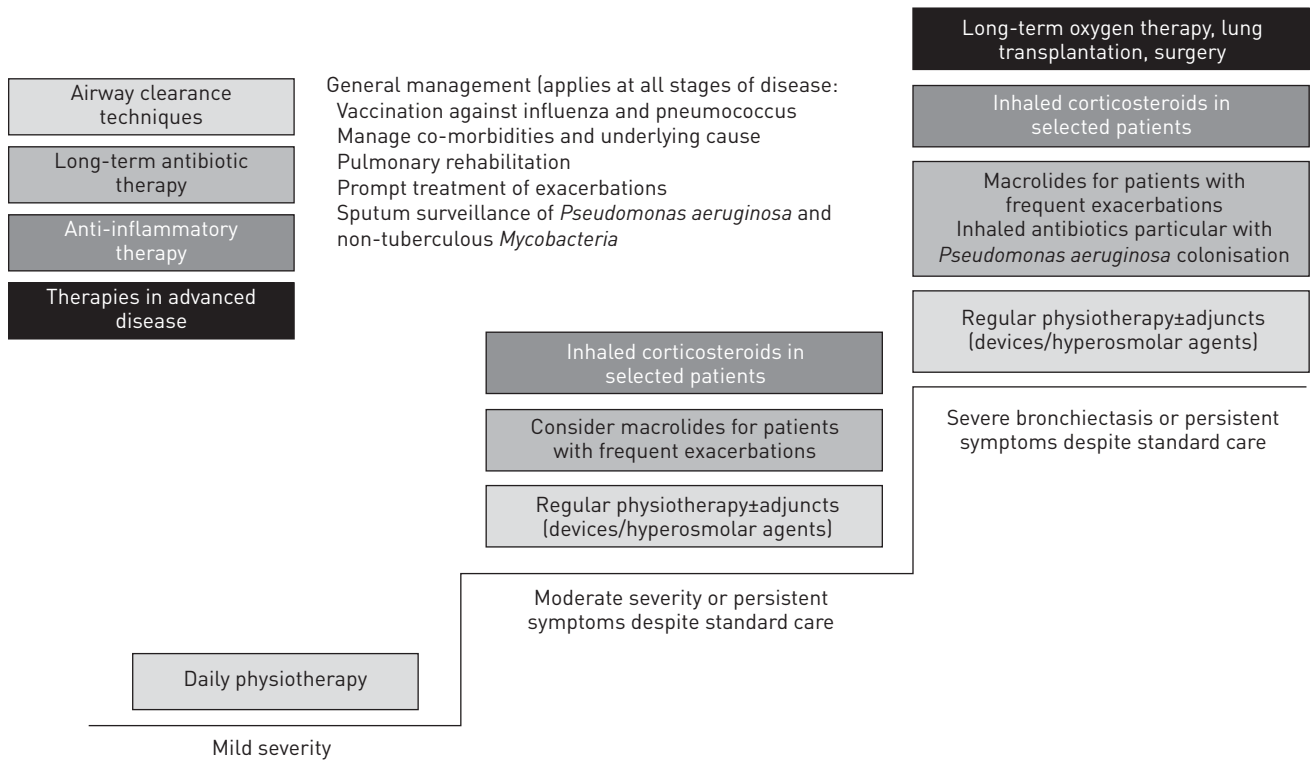 Airway clearance
techniques
Long-term antibiotic
therapy
Anti-inflammatory
therapy
Therapies in advanced
disease
General management (applies at all stages of disease:
Vaccination against influenza and pneumococcus
Manage co-morbidities and underlying cause
Pulmonary rehabilitation
Prompt treatment of exacerbations
Sputum surveillance of Pseudomonas aeruginosa and
non-tuberculous Mycobacteria
Daily physiotherapy
Mild severity
Inhaled corticosteroids in
selected patients
Consider macrolides for patients
with frequent exacerbations
Regular physiotherapy±adjuncts
(devices/hyperosmolar agents)
Moderate severity or persistent
symptoms despite standard care
Long-term oxygen therapy, lung
transplantation, surgery
Inhaled corticosteroids in
selected patients
Macrolides for patients with
frequent exacerbations
Inhaled antibiotics particular with
Pseudomonas aeruginosa colonisation
Regular physiotherapy±adjuncts
(devices/hyperosmolar agents)
Severe bronchiectasis or persistent
symptoms despite standard care